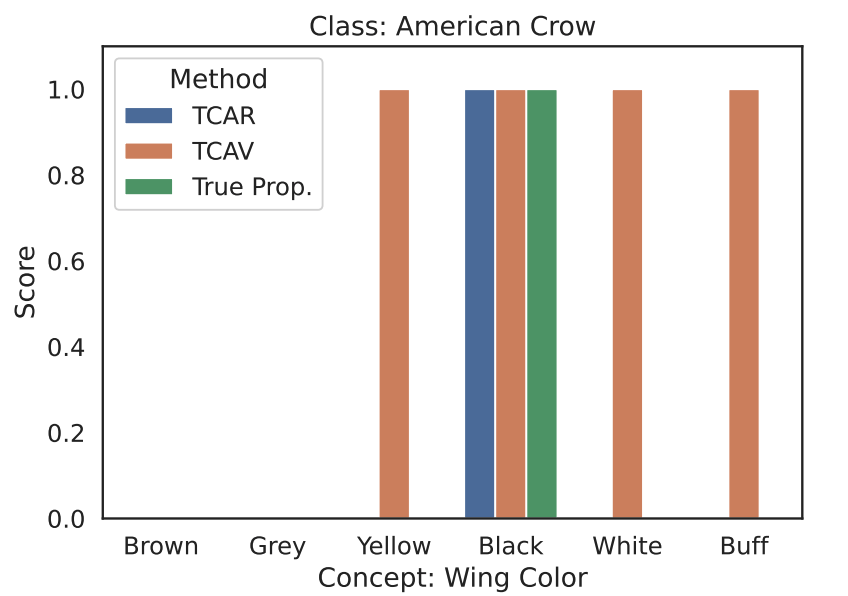 Class: American Crow
Method
TCAR
TCAV
True Prop.
1.0
0.8
0.6
0.4
0.2
0.0
Score
Brown Grey Yellow Black White Buff
Concept: Wing Color